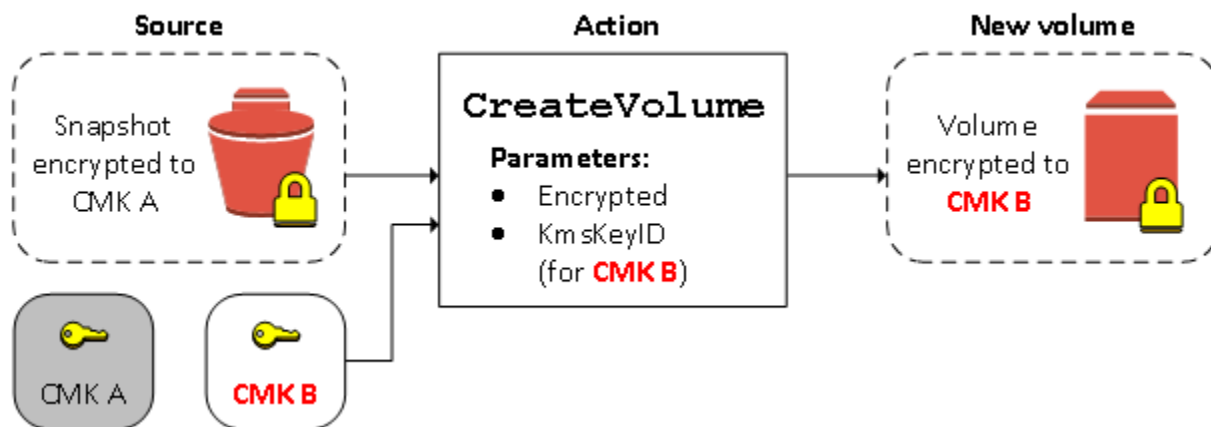 Source
Action
New volume
Snapshot
encrypted to
CMK A
CreateVolume
Parameters:
● Encrypted
● KmsKeyID
(for CMK B)
Volume
encrypted to
CMK B
CMK A
CMK B